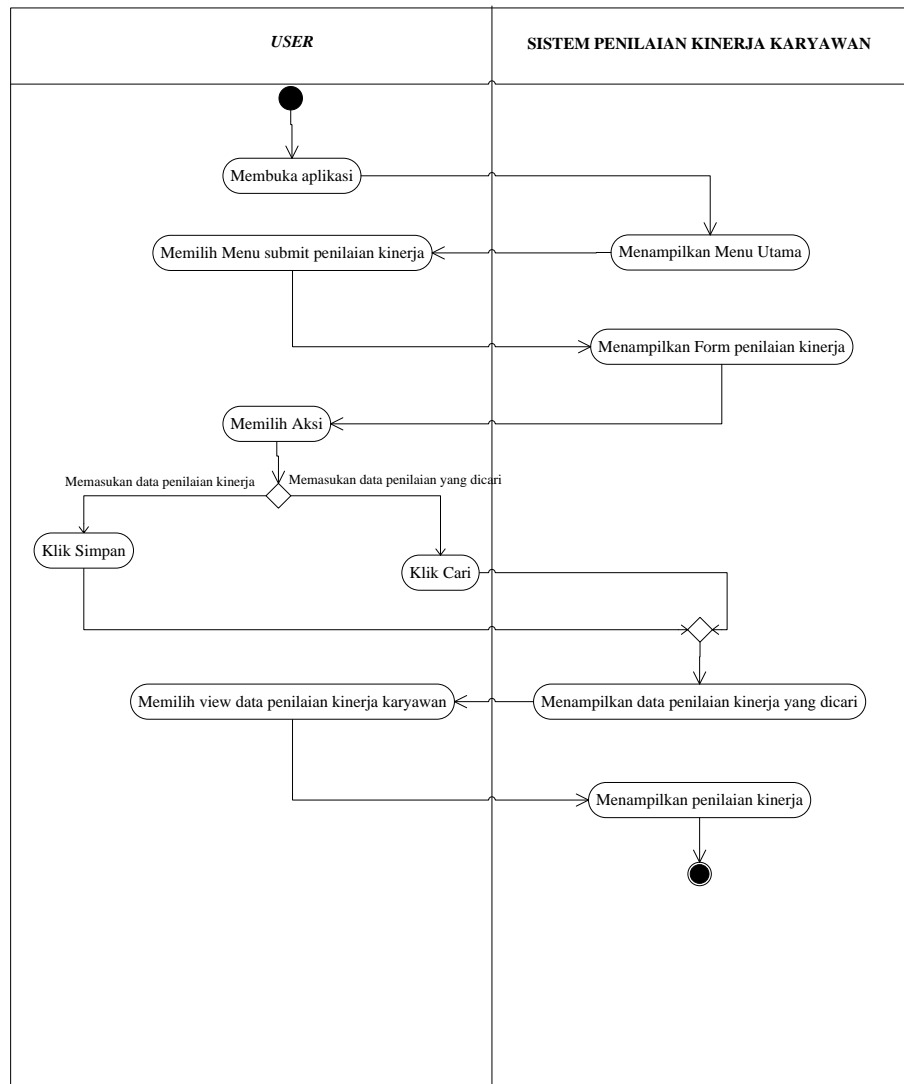 USER
SISTEM PENILAIAN KINERJA KARYAWAN
Membuka aplikasi
Menampilkan Menu Utama
Memilih Menu submit penilaian kinerja
Menampilkan Form penilaian kinerja
Memilih Aksi
Memasukan data penilaian kinerja
Memasukan data penilaian yang dicari
Klik Simpan
Klik Cari
Menampilkan data penilaian kinerja yang dicari
Memilih view data penilaian kinerja karyawan
Menampilkan penilaian kinerja